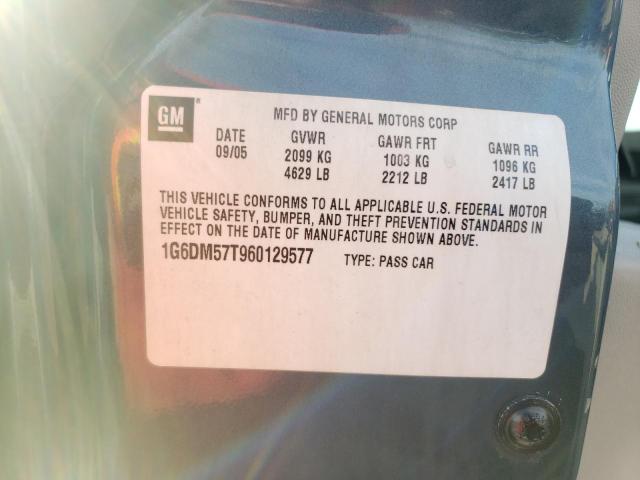 GM
MFD BY GENERAL MOTORS CORP
DATE GVWR GAWR FRT GAWR RR
09/05 2099 KG 1003 KG 1096 KG
4629 LB 2212 LB 2417 LB
THIS VEHICLE CONFORMS TO ALL APPLICABLE U.S. FEDERAL MOTOR
VEHICLE SAFETY, BUMPER, AND THEFT PREVENTION STANDARDS IN
EFFECT ON THE DATE OF MANUFACTURE SHOWN ABOVE.
1G6DM57T960129577 TYPE: PASS CAR